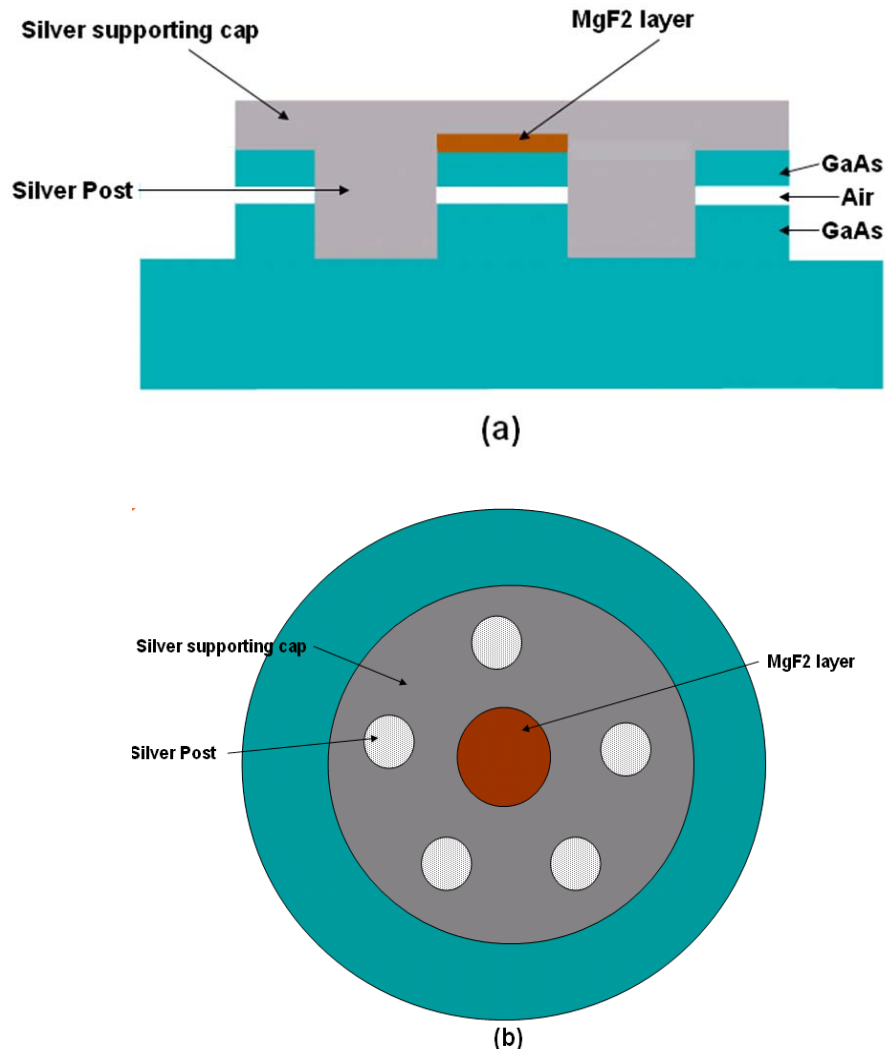 MgF2 layer
Silver supporting cap
GaAs
Silver Post
Air
GaAs
(a)
Silver supporting cap
MgF2 layer
Silver Post
(b)